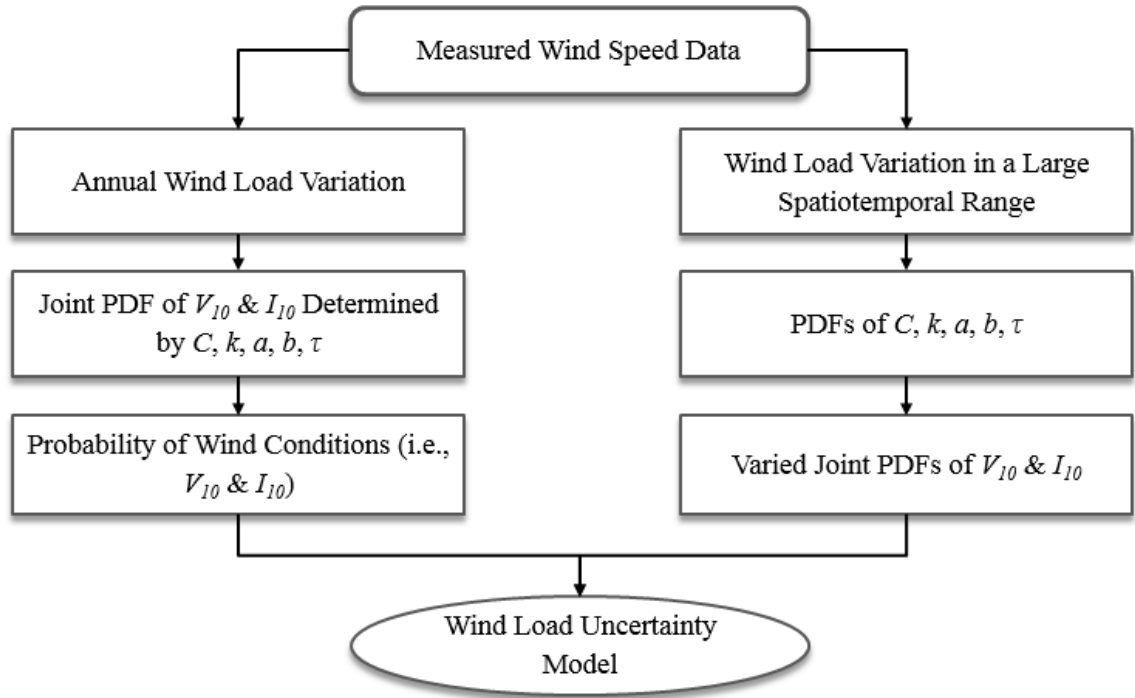 Measured Wind Speed Data
Annual Wind Load Variation
Wind Load Variation in a Large
Spatiotemporal Range
Joint PDF of V10 & I10 Determined
by C, k, a, b, τ
PDFs of C, k, a, b, τ
Probability of Wind Conditions (i.e.,
V10 & I10)
Varied Joint PDFs of V10 & I10
Wind Load Uncertainty
Model